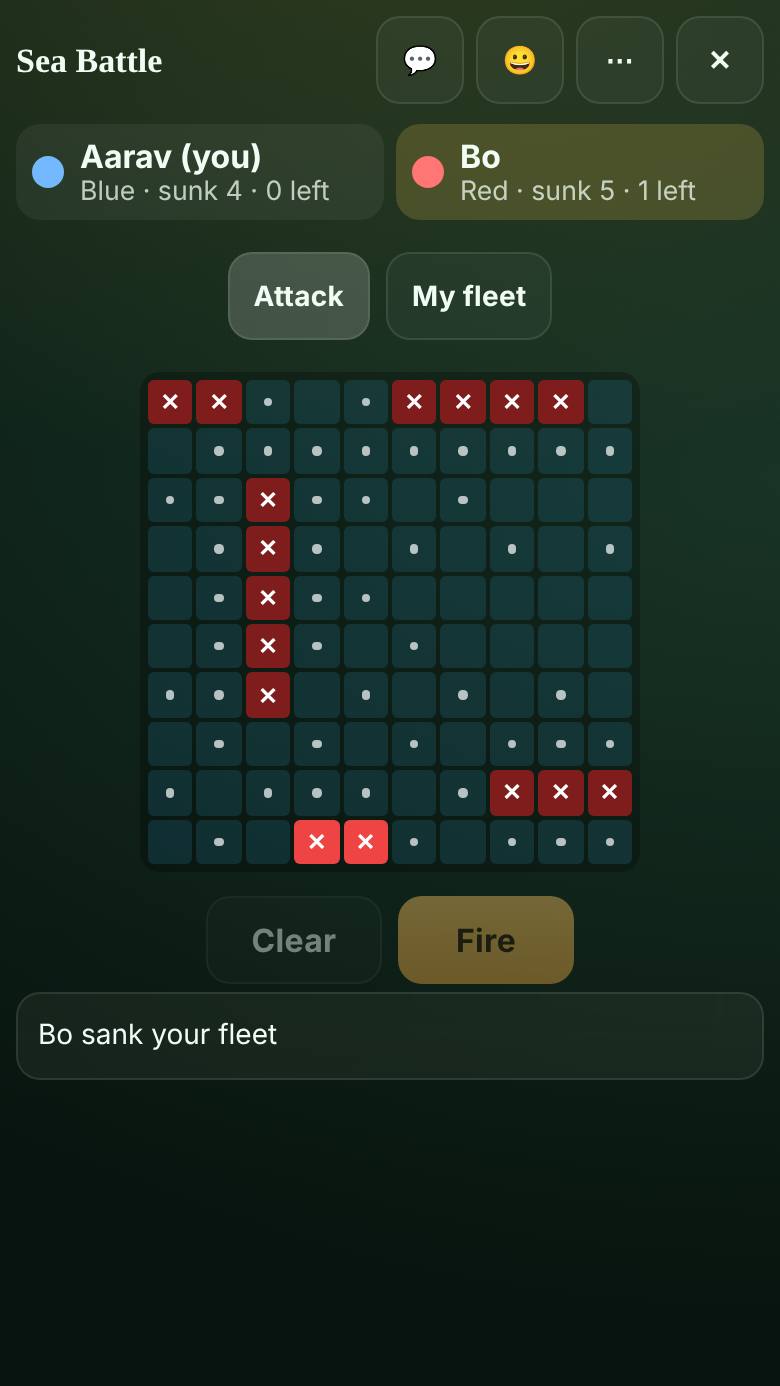 Sea Battle
Aarav (you)
Blue · sunk 4 · 0 left
Bo
Red · sunk 5 · 1 left
Attack
My fleet
Clear
Fire
Bo sank your fleet